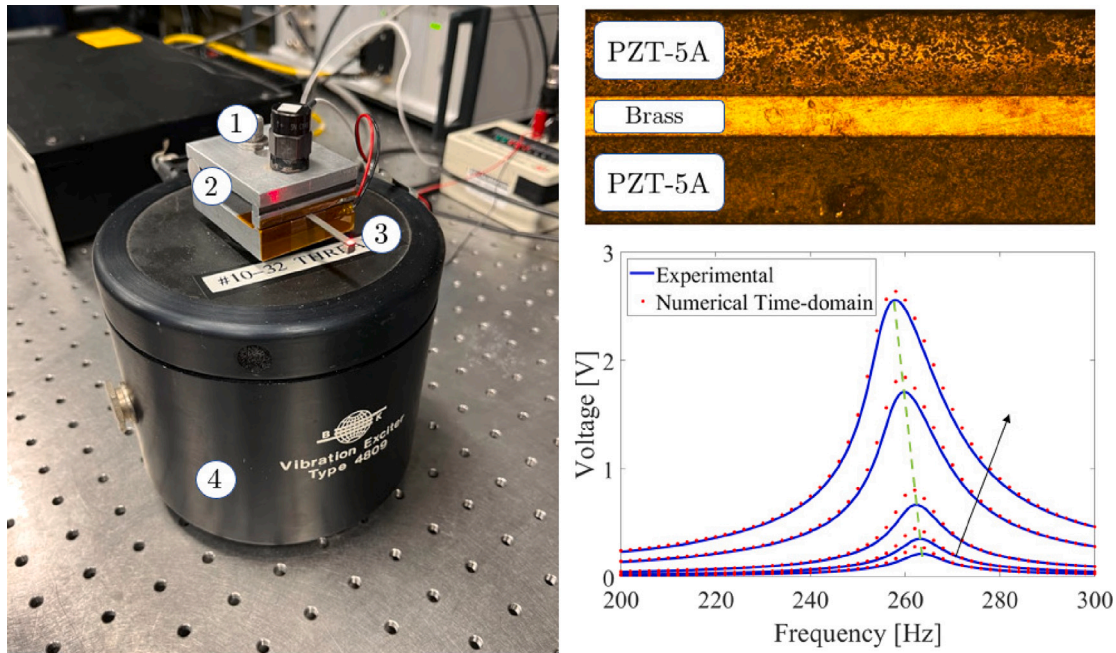 1
2
3
#10-32 THREA
B K
Vibration Exciter
Type 4809
4
PZT-5A
Brass
PZT-5A
Experimental
Numerical Time-domain
Voltage [V]
3
2
1
0
200 220 240 260 280 300
Frequency [Hz]